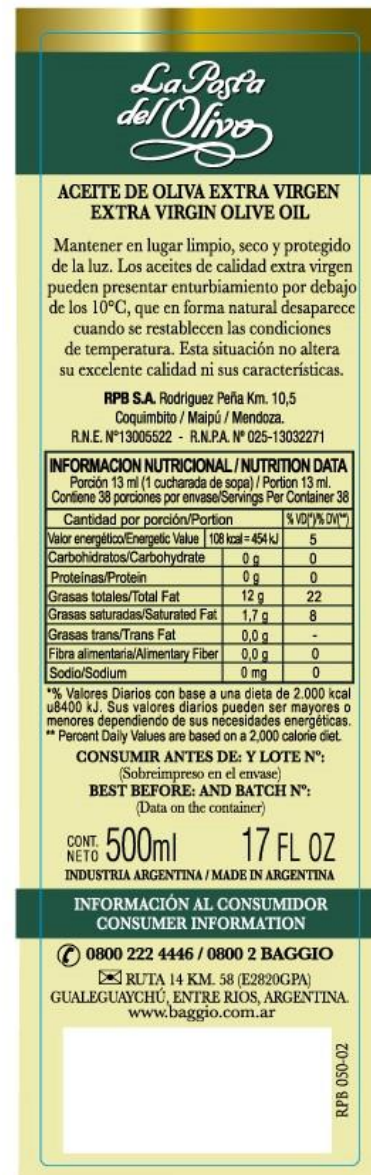 La Posta
del Olivo
ACEITE DE OLIVA EXTRA VIRGEN
EXTRA VIRGIN OLIVE OIL
Mantener en lugar limpio, seco y protegido
de la luz. Los aceites de calidad extra virgen
pueden presentar enturbiamiento por debajo
de los 10°C, que en forma natural desaparece
cuando se restablecen las condiciones
de temperatura. Esta situación no altera
su excelente calidad ni sus características.
RPB S.A. Rodriguez Peña Km. 10,5
Coquimbito / Maipú / Mendoza.
R.N.E. Nº13005522 - R.N.P.A. Nº 025-13032271
INFORMACION NUTRICIONAL / NUTRITION DATA
Porción 13 ml (1 cucharada de sopa) / Portion 13 ml.
Contiene 38 porciones por envase/Servings Per Container 38
Cantidad por porción/Portion % VD(*)/% DV(**)
Valor energético/Energetic Value 108 kcal = 454 kJ 5
Carbohidratos/Carbohydrate 0 g 0
Proteínas/Protein 0 g 0
Grasas totales/Total Fat 12 g 22
Grasas saturadas/Saturated Fat 1,7 g 8
Grasas trans/Trans Fat 0,0 g -
Fibra alimentaria/Alimentary Fiber 0,0 g 0
Sodio/Sodium 0 mg 0
*% Valores Diarios con base a una dieta de 2.000 kcal
u8400 kJ. Sus valores diarios pueden ser mayores o
menores dependiendo de sus necesidades energéticas.
** Percent Daily Values are based on a 2,000 calorie diet.
CONSUMIR ANTES DE: Y LOTE Nº:
(Sobreimpreso en el envase)
BEST BEFORE: AND BATCH Nº:
(Data on the container)
CONT. NETO 500ml 17 FL OZ
INDUSTRIA ARGENTINA / MADE IN ARGENTINA
INFORMACIÓN AL CONSUMIDOR
CONSUMER INFORMATION
0800 222 4446 / 0800 2 BAGGIO
RUTA 14 KM. 58 (E2820GPA)
GUALEGUAYCHÚ, ENTRE RIOS, ARGENTINA.
www.baggio.com.ar
RPB 050-02